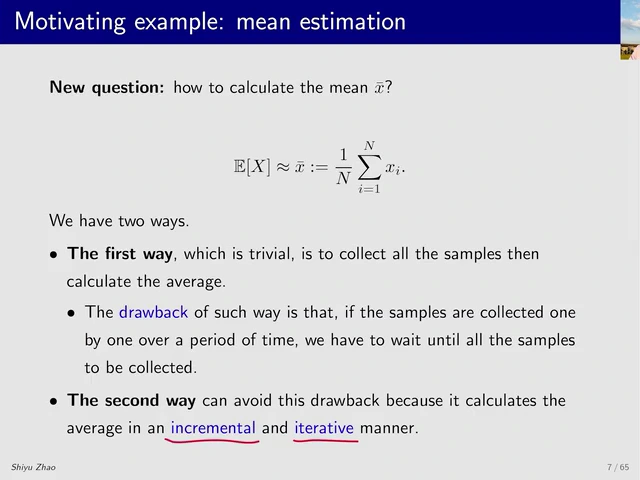 Motivating example: mean estimation
New question: how to calculate the mean x̄?
𝔼[X] ≈ x̄ := 1/N ∑_{i=1}^{N} x_i.
We have two ways.
• The first way, which is trivial, is to collect all the samples then
calculate the average.
• The drawback of such way is that, if the samples are collected one
by one over a period of time, we have to wait until all the samples
to be collected.
• The second way can avoid this drawback because it calculates the
average in an incremental and iterative manner.
Shiyu Zhao 7 / 65